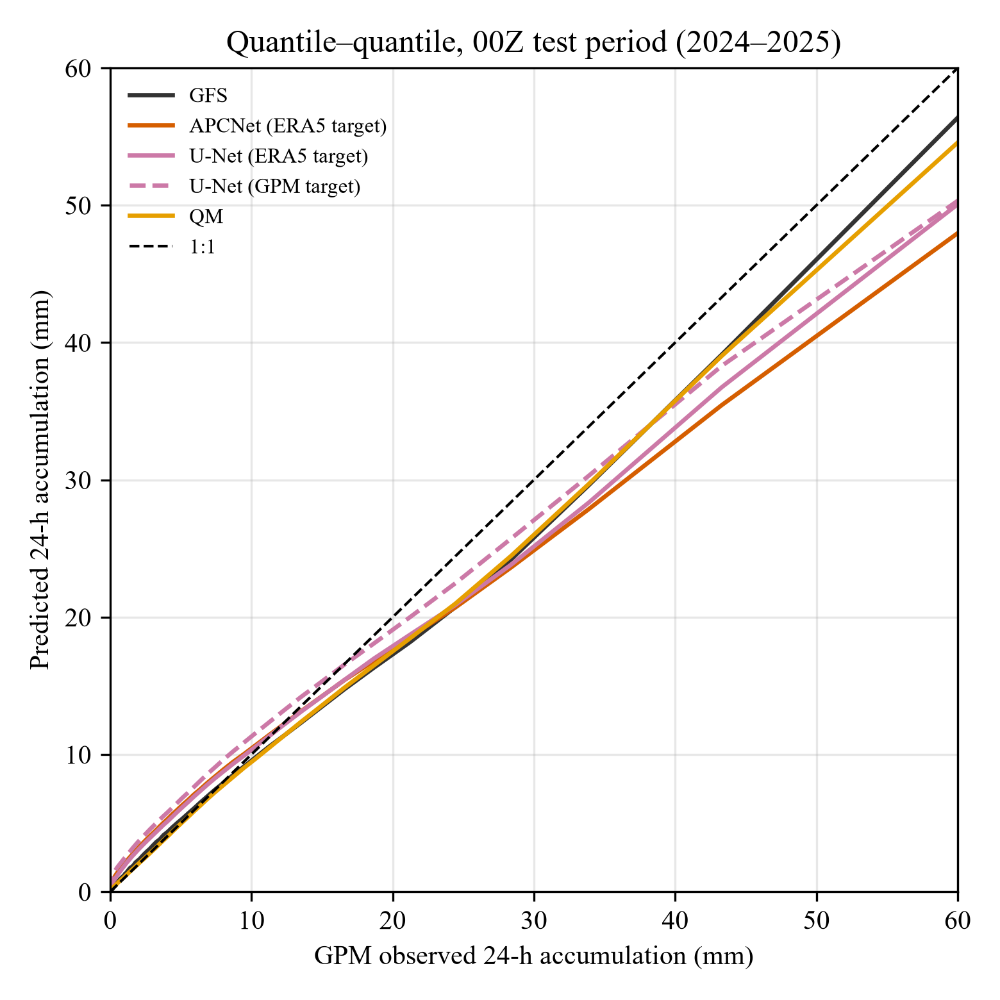 Quantile–quantile, 00Z test period (2024–2025)
GFS
APCNet (ERA5 target)
U-Net (ERA5 target)
U-Net (GPM target)
QM
1:1
60
50
40
30
20
10
0
Predicted 24-h accumulation (mm)
0 10 20 30 40 50 60
GPM observed 24-h accumulation (mm)